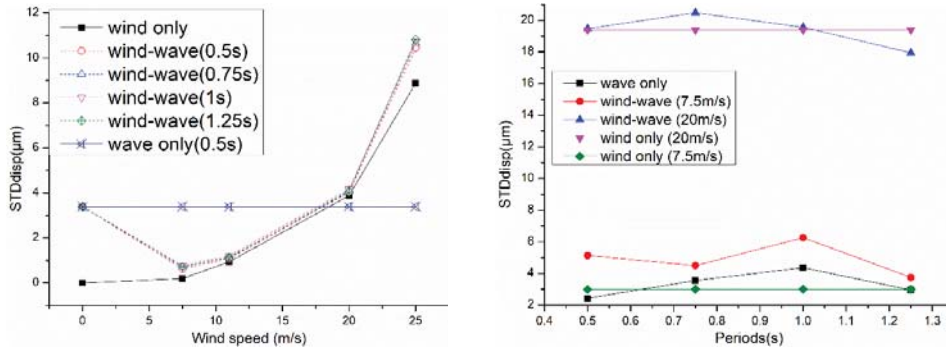 STDdisp(μm)
12
10
8
6
4
2
0
wind only
wind-wave(0.5s)
wind-wave(0.75s)
wind-wave(1s)
wind-wave(1.25s)
wave only(0.5s)
0 5 10 15 20 25
Wind speed (m/s)
STDdisp(μm)
20
18
16
14
12
10
8
6
4
2
wave only
wind-wave (7.5m/s)
wind-wave (20m/s)
wind only (20m/s)
wind only (7.5m/s)
0.4 0.5 0.6 0.7 0.8 0.9 1.0 1.1 1.2 1.3
Periods(s)